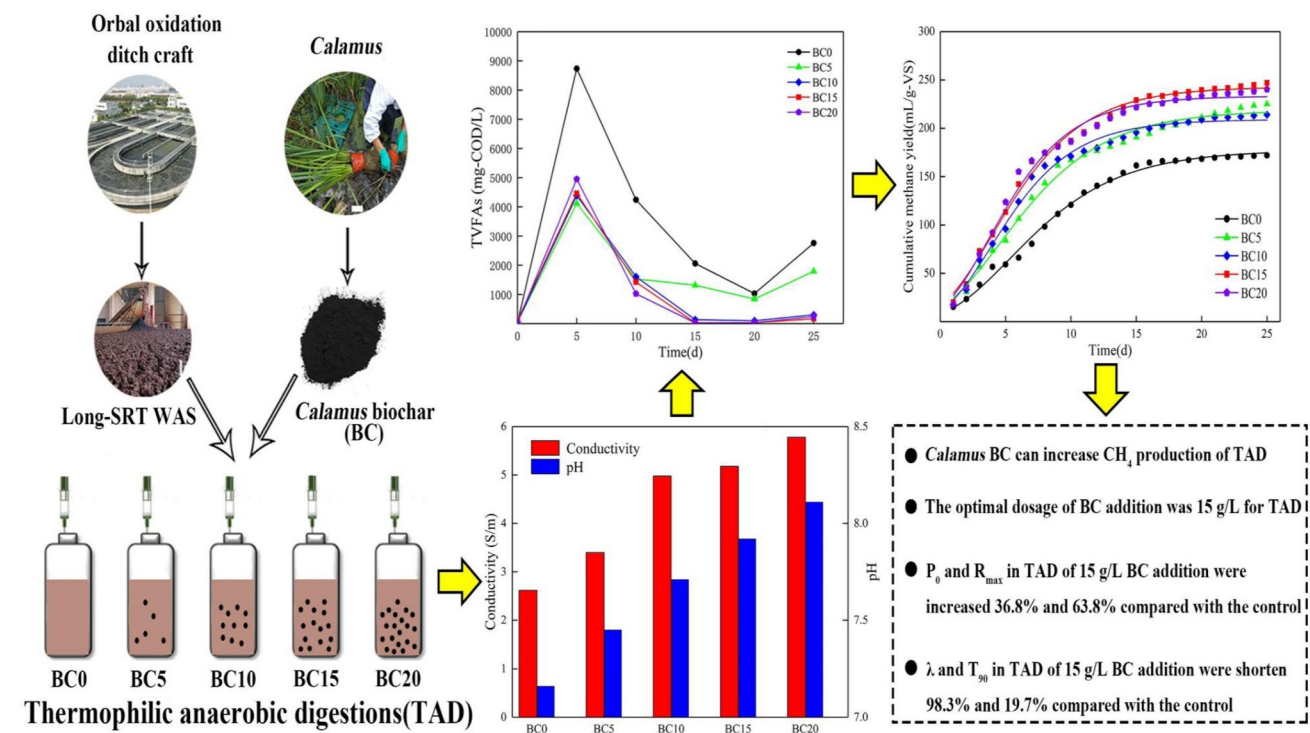 Orbal oxidation
ditch craft
Calamus
Long-SRT WAS
Calamus biochar
(BC)
BC0 BC5 BC10 BC15 BC20
Thermophilic anaerobic digestions(TAD)
TVFAs (mg-COD/L)
10000
9000
8000
7000
6000
5000
4000
3000
2000
1000
0 5 10 15 20 25
Time(d)
BC0
BC5
BC10
BC15
BC20
Cumulative methane yield(mL/g-VS)
300
250
200
150
100
50
0 5 10 15 20 25
Time(d)
BC0
BC5
BC10
BC15
BC20
Conductivity (S/m)
6
5
4
3
2
1
0
Conductivity
pH
8.5
8.0
7.5
7.0
pH
BC0 BC5 BC10 BC15 BC20
● Calamus BC can increase CH₄ production of TAD
● The optimal dosage of BC addition was 15 g/L for TAD
● P₀ and Rmax in TAD of 15 g/L BC addition were
increased 36.8% and 63.8% compared with the control
● λ and T₉₀ in TAD of 15 g/L BC addition were shorten
98.3% and 19.7% compared with the control